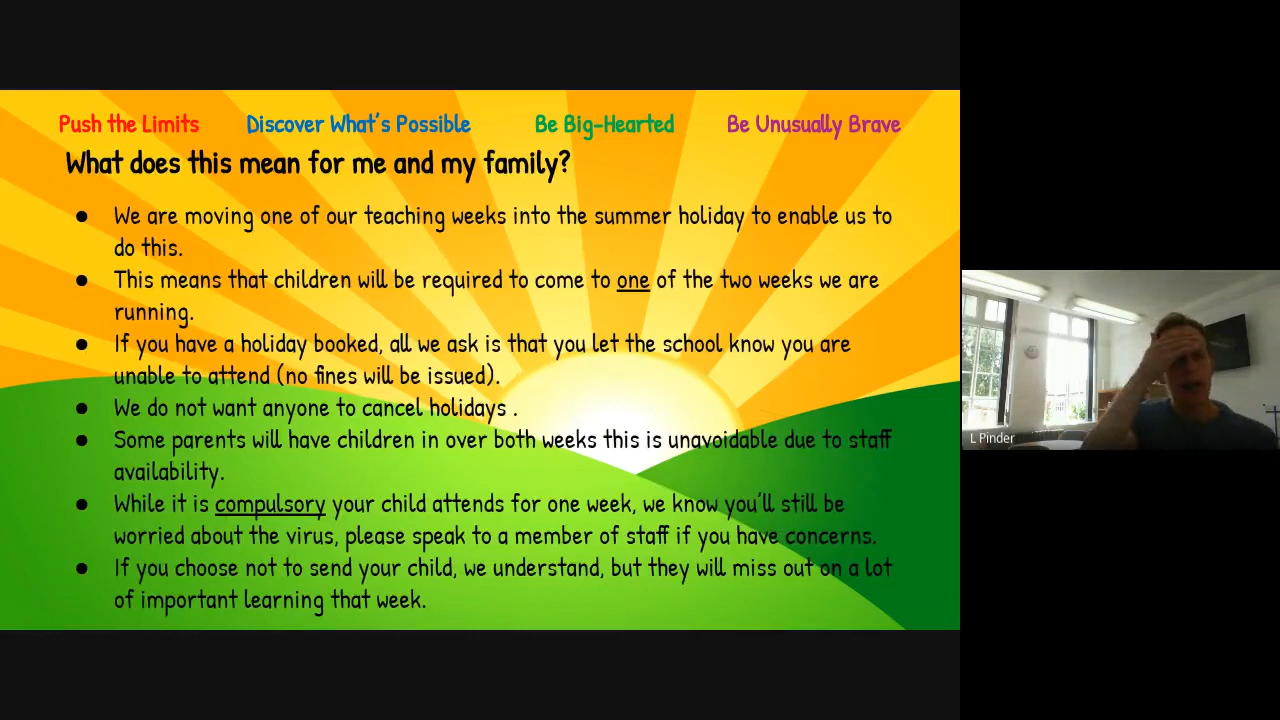 Push the Limits Discover What's Possible Be Big-Hearted Be Unusually Brave
What does this mean for me and my family?
● We are moving one of our teaching weeks into the summer holiday to enable us to
do this.
● This means that children will be required to come to one of the two weeks we are
running.
● If you have a holiday booked, all we ask is that you let the school know you are
unable to attend (no fines will be issued).
● We do not want anyone to cancel holidays .
● Some parents will have children in over both weeks this is unavoidable due to staff
availability.
● While it is compulsory your child attends for one week, we know you'll still be
worried about the virus, please speak to a member of staff if you have concerns.
● If you choose not to send your child, we understand, but they will miss out on a lot
of important learning that week.
L Pinder